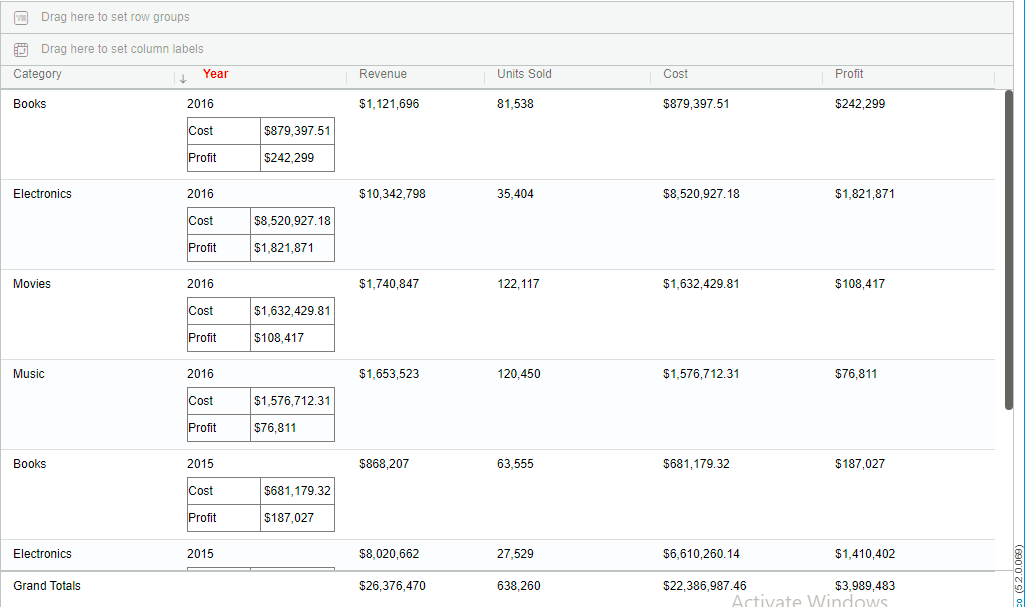 Drag here to set row groups
Drag here to set column labels
Category ↓ Year Revenue Units Sold Cost Profit
Books 2016 $1,121,696 81,538 $879,397.51 $242,299
Cost $879,397.51
Profit $242,299
Electronics 2016 $10,342,798 35,404 $8,520,927.18 $1,821,871
Cost $8,520,927.18
Profit $1,821,871
Movies 2016 $1,740,847 122,117 $1,632,429.81 $108,417
Cost $1,632,429.81
Profit $108,417
Music 2016 $1,653,523 120,450 $1,576,712.31 $76,811
Cost $1,576,712.31
Profit $76,811
Books 2015 $868,207 63,555 $681,179.32 $187,027
Cost $681,179.32
Profit $187,027
Electronics 2015 $8,020,662 27,529 $6,610,260.14 $1,410,402
Grand Totals $26,376,470 638,260 $22,386,987.46 $3,989,483
Activate Windows
(5.2.0.069)